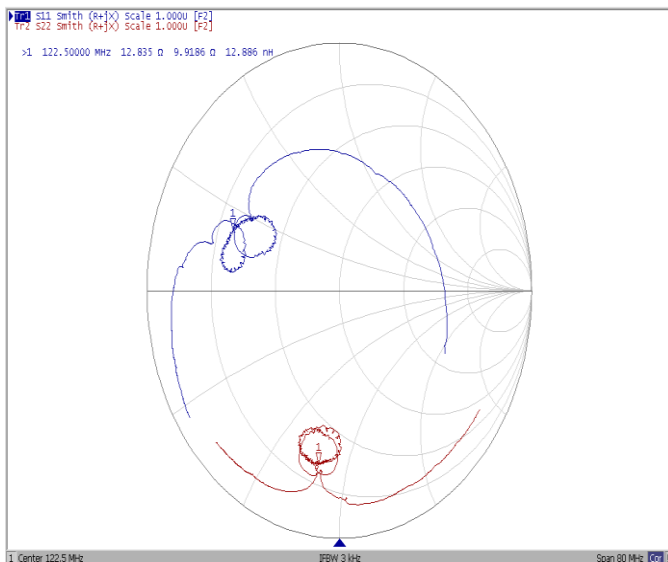 Tr1 S11 Smith (R+jX) Scale 1.000U [F2]
Tr2 S22 Smith (R+jX) Scale 1.000U [F2]
>1 122.50000 MHz 12.835 Ω 9.9186 Ω 12.886 nH
1
1
1 Center 122.5 MHz IFBW 3 kHz Span 80 MHz Cor